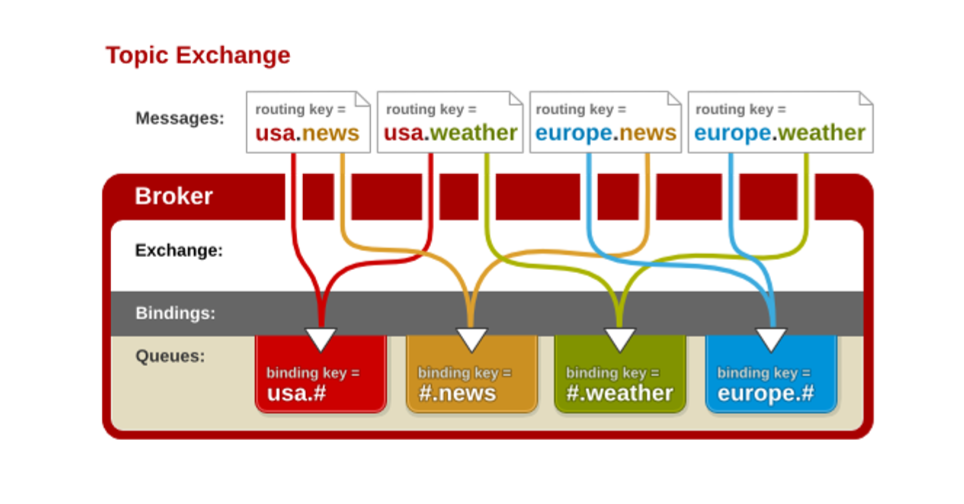 Topic Exchange
Messages:
routing key =
usa.news
routing key =
usa.weather
routing key =
europe.news
routing key =
europe.weather
Broker
Exchange:
Bindings:
Queues:
binding key =
usa.#
binding key =
#.news
binding key =
#.weather
binding key =
europe.#